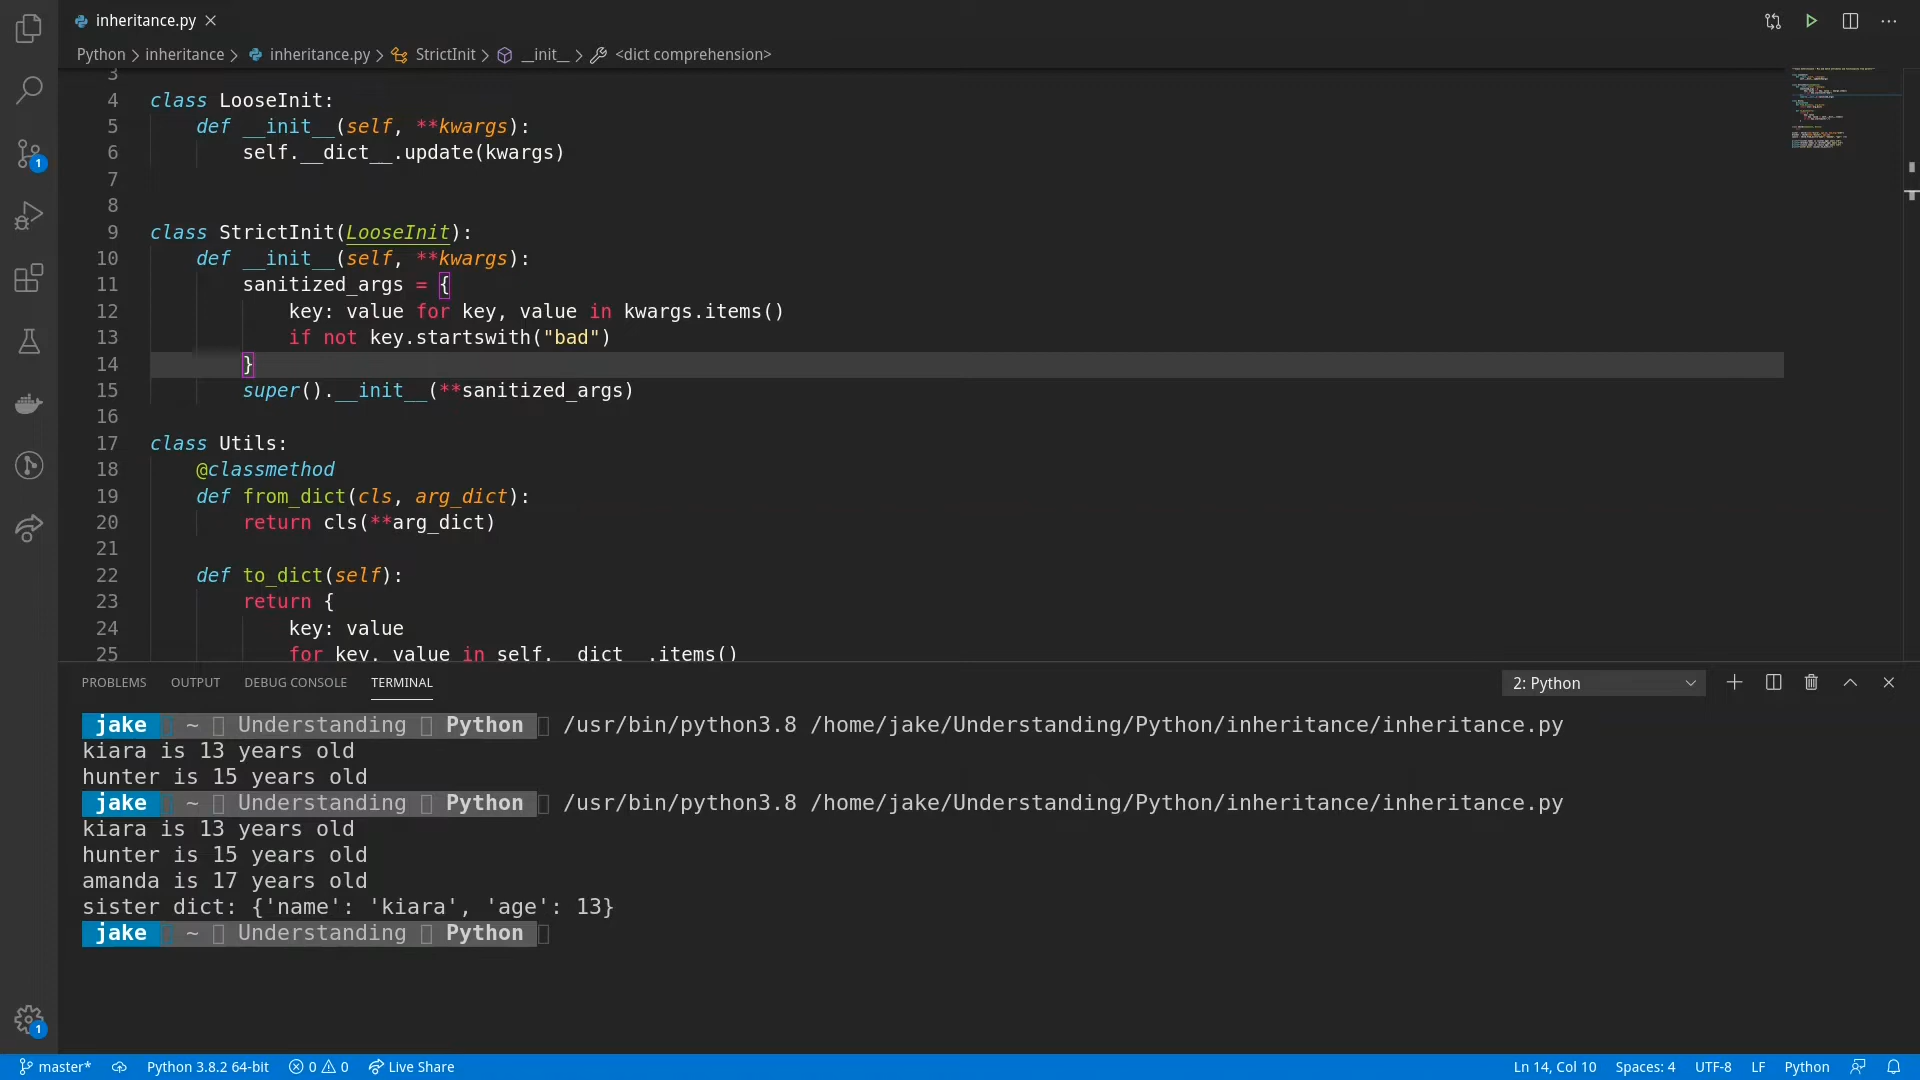 inheritance.py
Python > inheritance > inheritance.py > StrictInit > __init__ > <dict comprehension>
3
4 class LooseInit:
5 def __init__(self, **kwargs):
6 self.__dict__.update(kwargs)
7
8
9 class StrictInit(LooseInit):
10 def __init__(self, **kwargs):
11 sanitized_args = {
12 key: value for key, value in kwargs.items()
13 if not key.startswith("bad")
14 }
15 super().__init__(**sanitized_args)
16
17 class Utils:
18 @classmethod
19 def from_dict(cls, arg_dict):
20 return cls(**arg_dict)
21
22 def to_dict(self):
23 return {
24 key: value
25 for key, value in self.__dict__.items()
1
1
PROBLEMS OUTPUT DEBUG CONSOLE TERMINAL 2: Python
jake ~ Understanding Python /usr/bin/python3.8 /home/jake/Understanding/Python/inheritance/inheritance.py
kiara is 13 years old
hunter is 15 years old
jake ~ Understanding Python /usr/bin/python3.8 /home/jake/Understanding/Python/inheritance/inheritance.py
kiara is 13 years old
hunter is 15 years old
amanda is 17 years old
sister dict: {'name': 'kiara', 'age': 13}
jake ~ Understanding Python
master* Python 3.8.2 64-bit 0 0 Live Share Ln 14, Col 10 Spaces: 4 UTF-8 LF Python